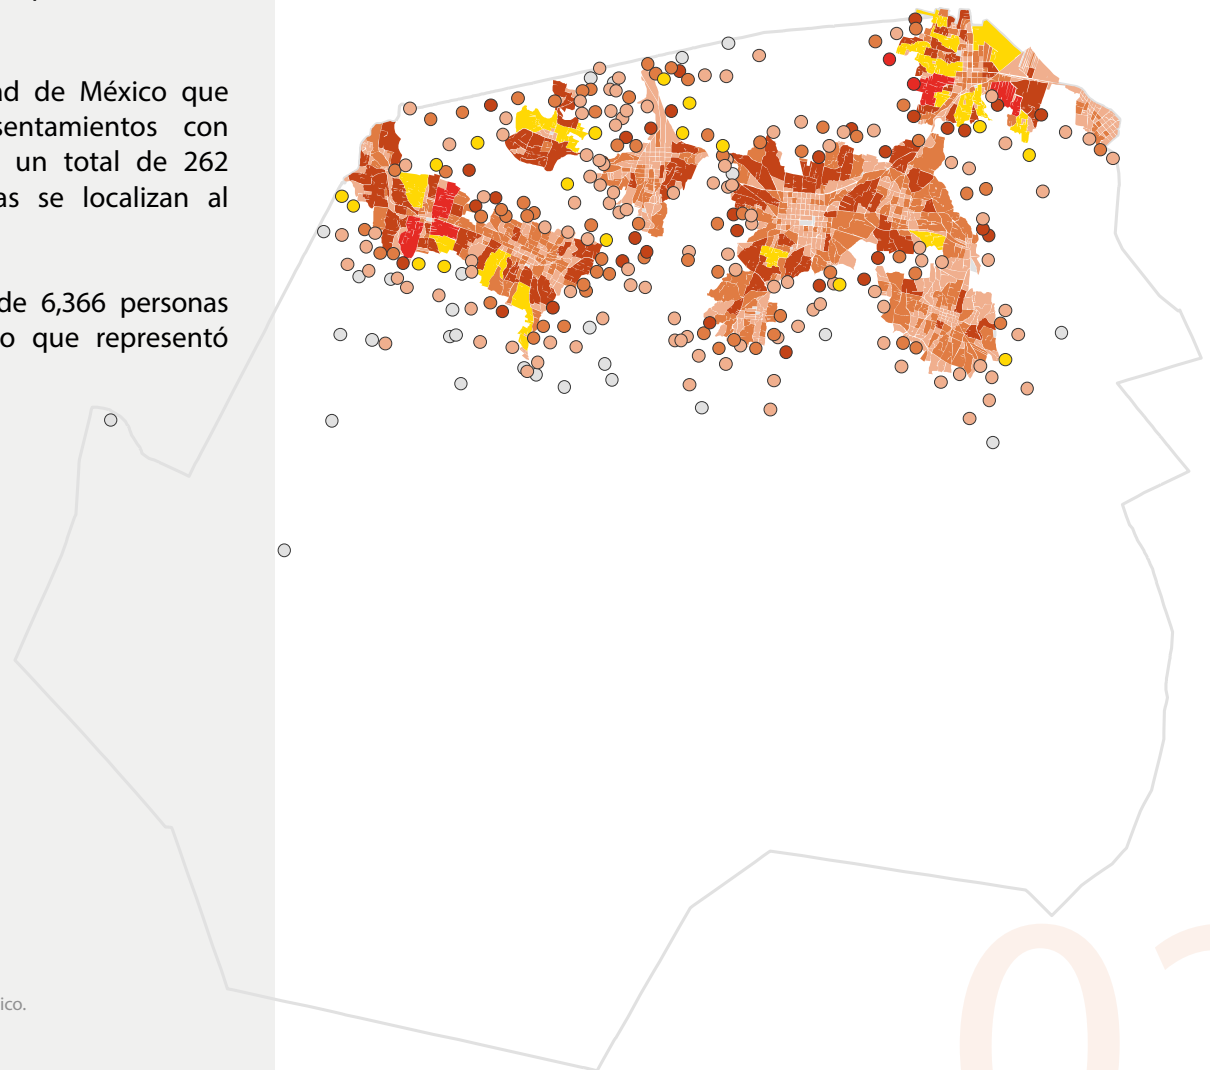 ad de México que
sentamientos con
un total de 262
as se localizan al
de 6,366 personas
o que representó
ico.